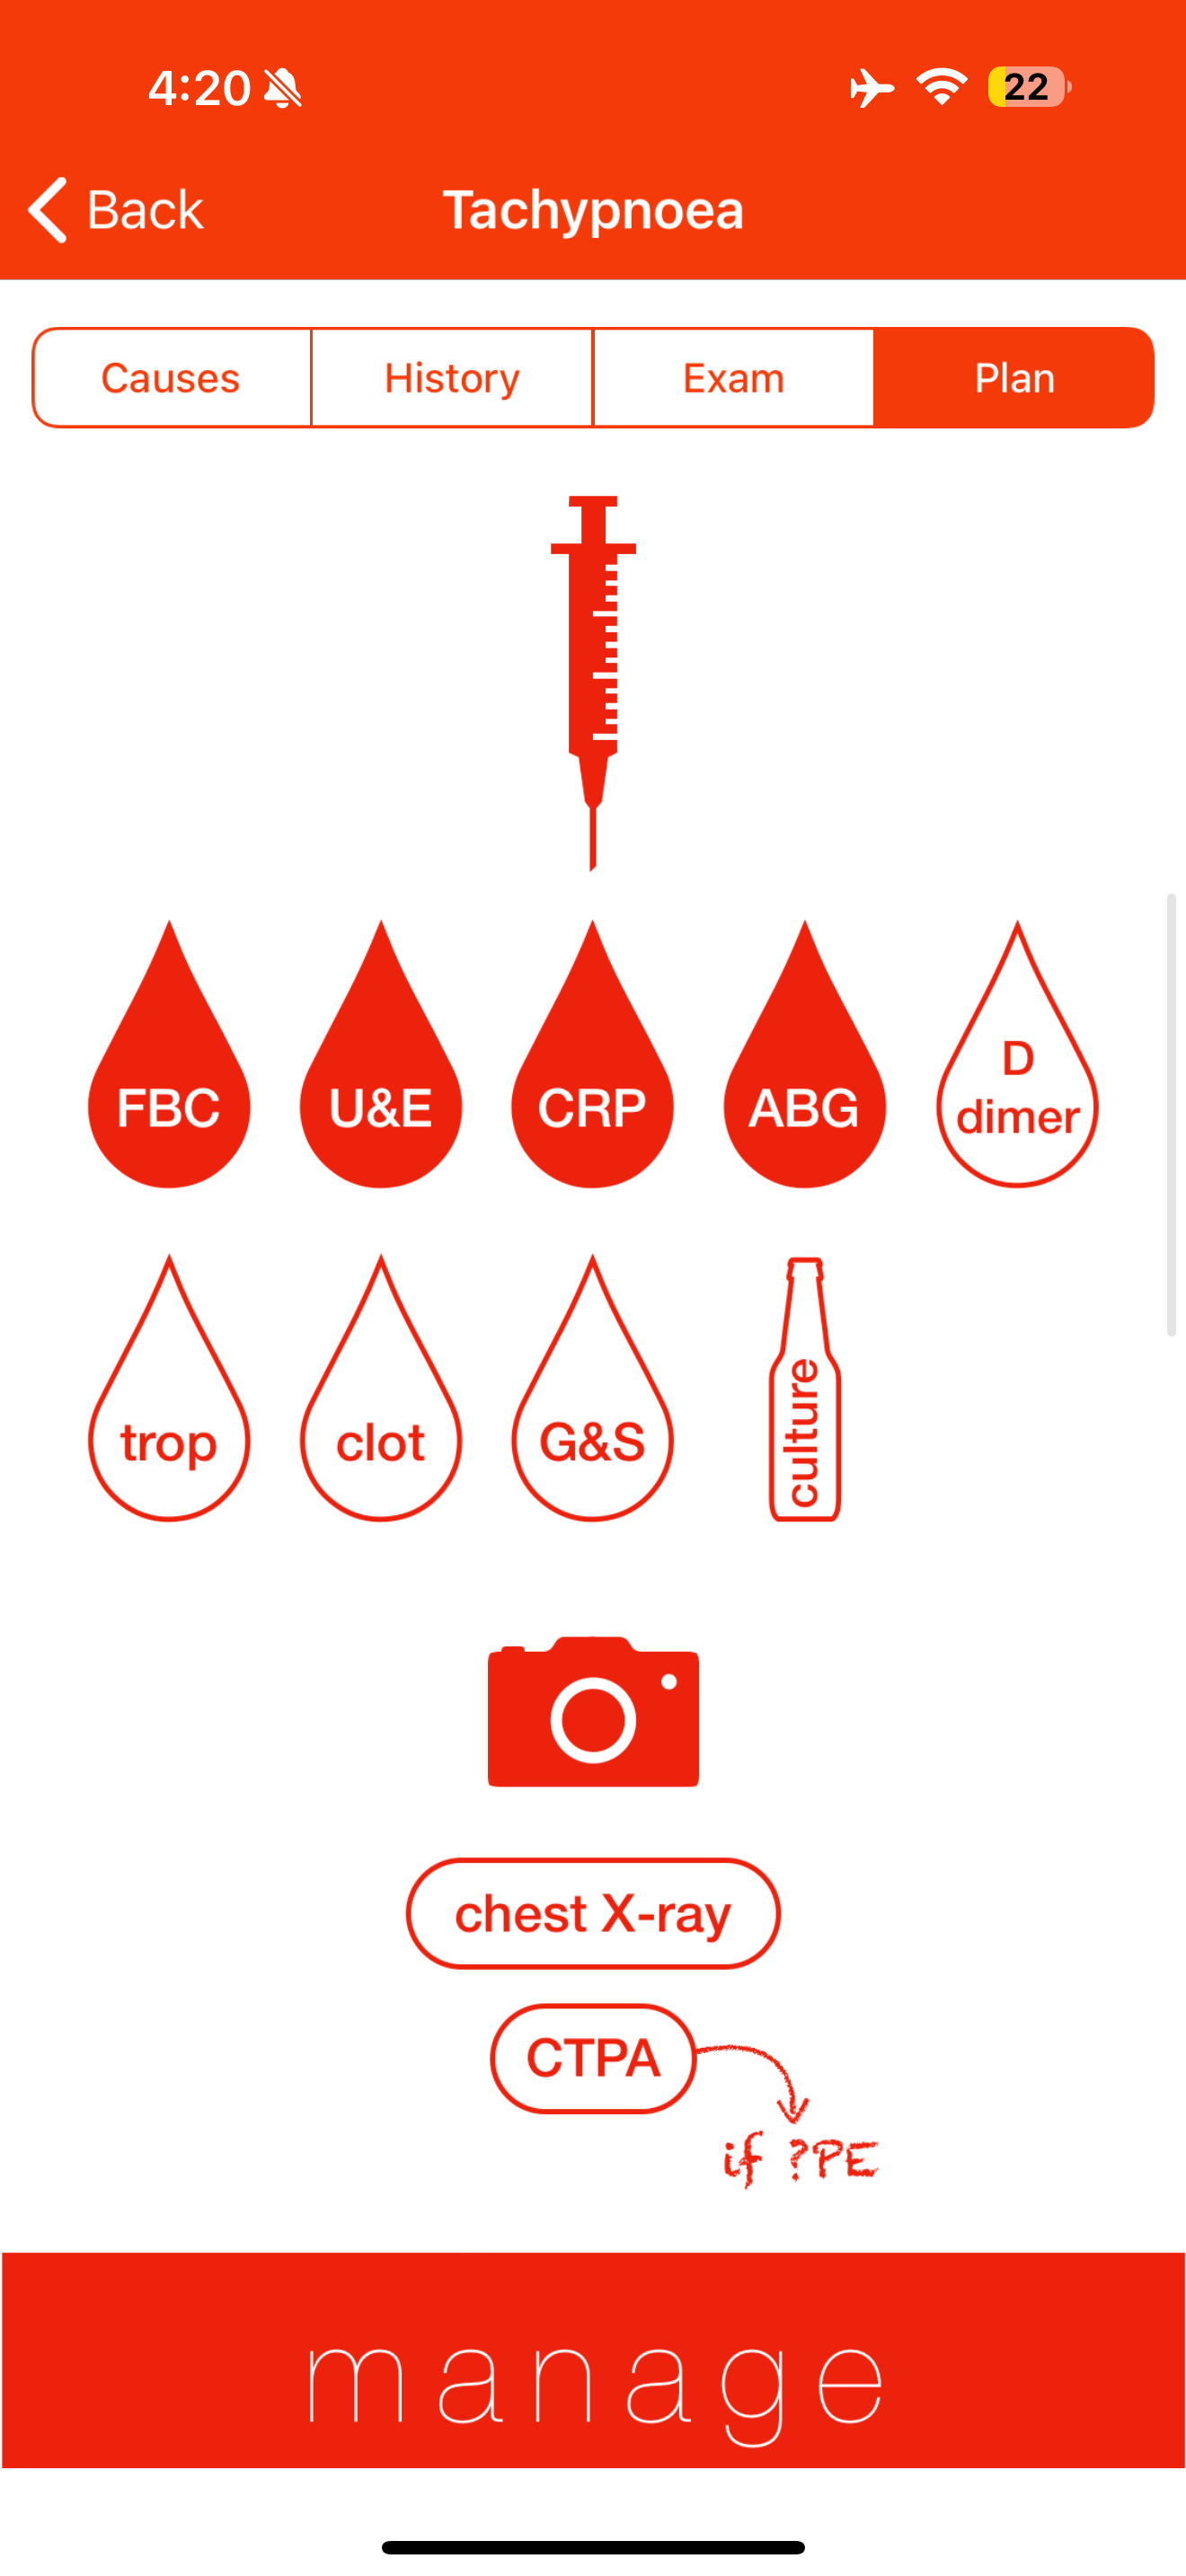 4:20 22
Back Tachypnoea
Causes History Exam Plan
FBC U&E CRP ABG D dimer
trop clot G&S culture
chest X-ray
CTPA
if ?PE
manage